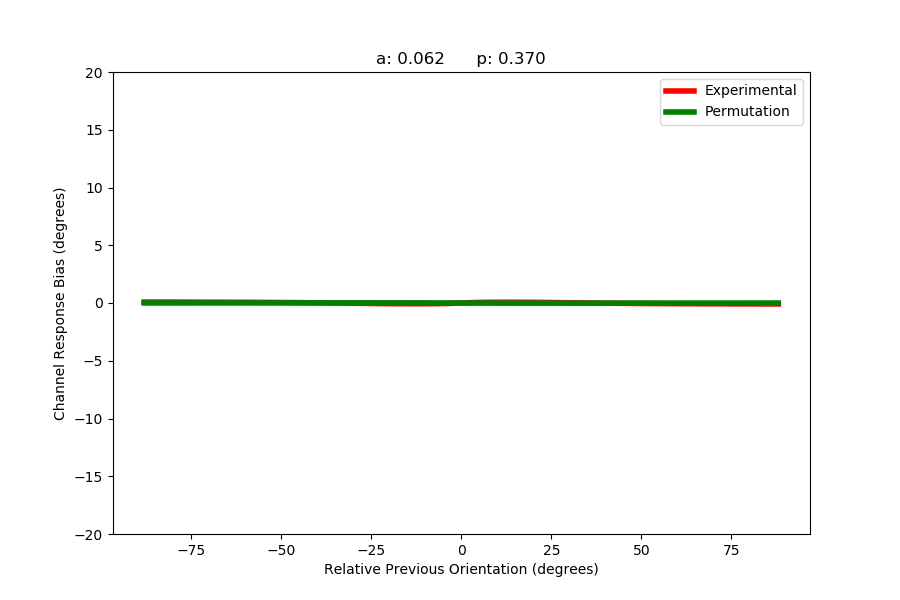 a: 0.062 p: 0.370
Experimental
Permutation
20
15
10
5
0
−5
−10
−15
−20
Channel Response Bias (degrees)
−75 −50 −25 0 25 50 75
Relative Previous Orientation (degrees)